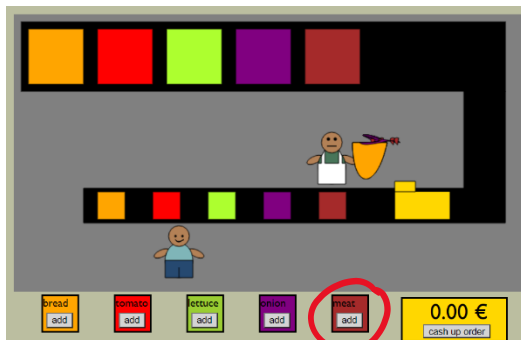 bread tomato lettuce onion meat
add add add add add
0.00 €
cash up order